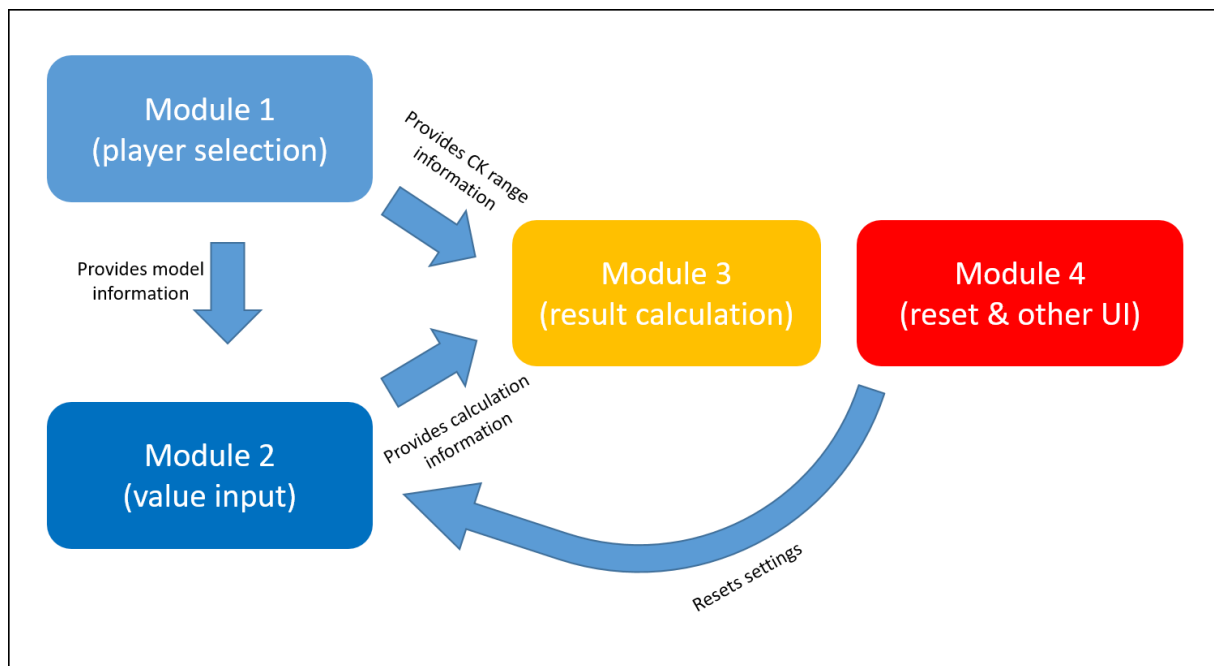 Module 1
(player selection)
Provides CK range
information
Provides model
information
Module 3
(result calculation)
Module 4
(reset & other UI)
Provides calculation
information
Module 2
(value input)
Resets settings